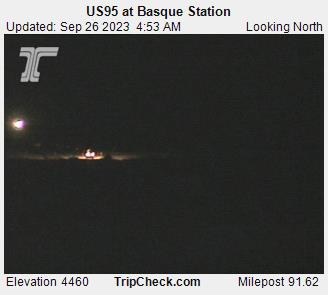 US95 at Basque Station
Updated: Sep 26 2023 4:53 AM Looking North
Elevation 4460 TripCheck.com Milepost 91.62